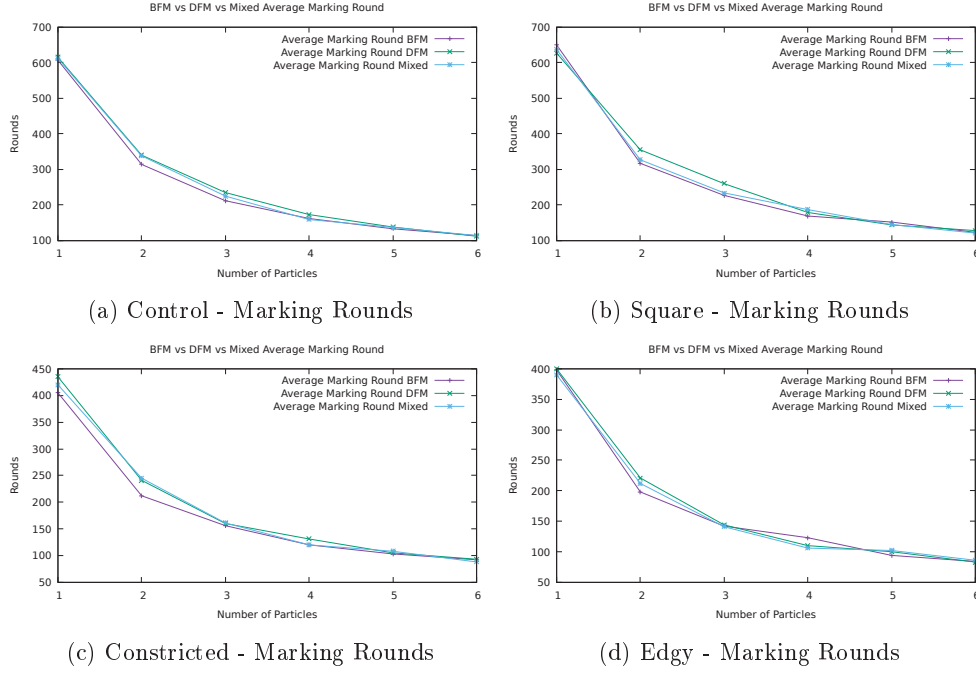 BFM vs DFM vs Mixed Average Marking Round
700
600
500
400
300
200
100
Rounds
Average Marking Round BFM
Average Marking Round DFM
Average Marking Round Mixed
1 2 3 4 5 6
Number of Particles
(a) Control - Marking Rounds
BFM vs DFM vs Mixed Average Marking Round
700
600
500
400
300
200
100
Rounds
Average Marking Round BFM
Average Marking Round DFM
Average Marking Round Mixed
1 2 3 4 5 6
Number of Particles
(b) Square - Marking Rounds
BFM vs DFM vs Mixed Average Marking Round
450
400
350
300
250
200
150
100
50
Rounds
Average Marking Round BFM
Average Marking Round DFM
Average Marking Round Mixed
1 2 3 4 5 6
Number of Particles
(c) Constricted - Marking Rounds
BFM vs DFM vs Mixed Average Marking Round
400
350
300
250
200
150
100
50
Rounds
Average Marking Round BFM
Average Marking Round DFM
Average Marking Round Mixed
1 2 3 4 5 6
Number of Particles
(d) Edgy - Marking Rounds